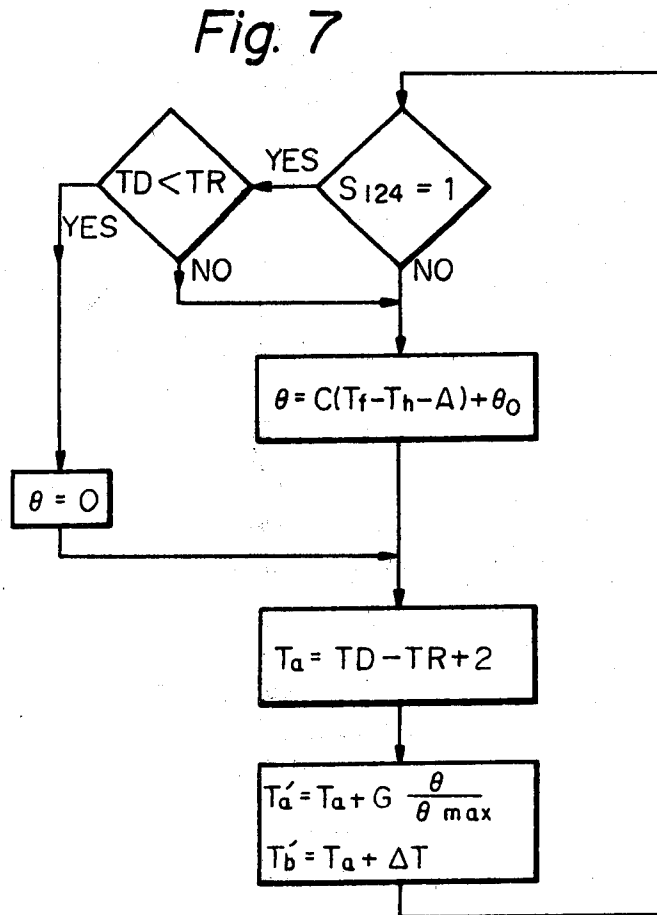 Fig. 7
YES
TD<TR
S124 = 1
YES
NO
NO
θ = C(Tf-Th-A)+θ0
θ = 0
Ta = TD-TR+2
Ta′= Ta + G θ/θ max
Tb′= Ta + ΔT